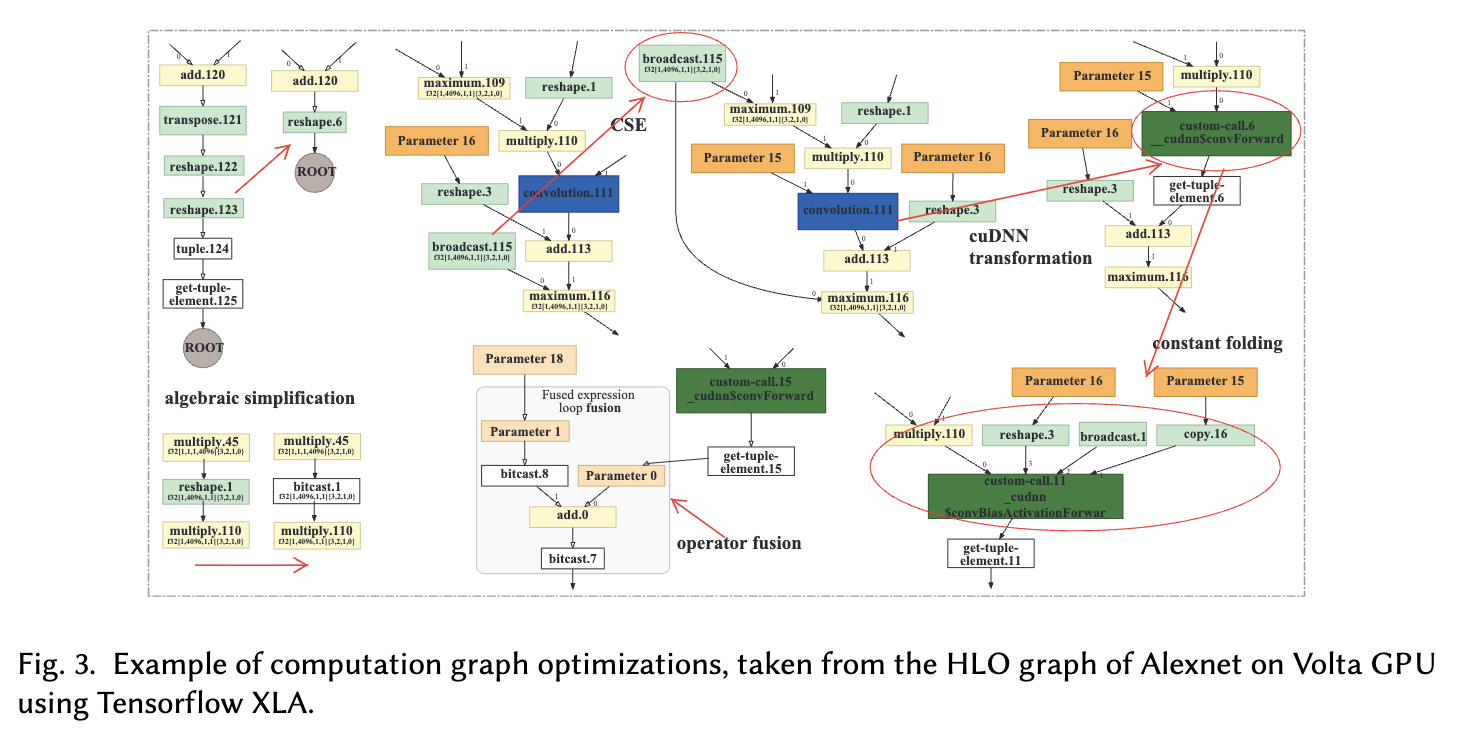 add.120
transpose.121
reshape.122
reshape.123
tuple.124
get-tuple-
element.125
ROOT
add.120
reshape.6
ROOT
algebraic simplification
multiply.45
f32[1,1,1,4096]{3,2,1,0}
reshape.1
f32[1,4096,1,1]{3,2,1,0}
multiply.110
f32[1,4096,1,1]{3,2,1,0}
multiply.45
f32[1,1,1,4096]{3,2,1,0}
bitcast.1
f32[1,4096,1,1]{3,2,1,0}
multiply.110
f32[1,4096,1,1]{3,2,1,0}
maximum.109
f32[1,4096,1,1]{3,2,1,0}
reshape.1
Parameter 16
multiply.110
reshape.3
convolution.111
broadcast.115
f32[1,4096,1,1]{3,2,1,0}
add.113
maximum.116
f32[1,4096,1,1]{3,2,1,0}
CSE
broadcast.115
f32[1,4096,1,1]{3,2,1,0}
maximum.109
f32[1,4096,1,1]{3,2,1,0}
reshape.1
Parameter 15
multiply.110
Parameter 16
convolution.111
reshape.3
add.113
maximum.116
f32[1,4096,1,1]{3,2,1,0}
cuDNN
transformation
Parameter 15
multiply.110
Parameter 16
custom-call.6
__cudnn$convForward
reshape.3
get-tuple-
element.6
add.113
maximum.116
constant folding
Parameter 18
Fused expression
loop fusion
Parameter 1
bitcast.8
Parameter 0
add.0
bitcast.7
custom-call.15
_cudnn$convForward
get-tuple-
element.15
operator fusion
Parameter 16
Parameter 15
multiply.110
reshape.3
broadcast.1
copy.16
custom-call.11
_cudnn
$convBiasActivationForwar
get-tuple-
element.11
Fig. 3. Example of computation graph optimizations, taken from the HLO graph of Alexnet on Volta GPU
using Tensorflow XLA.